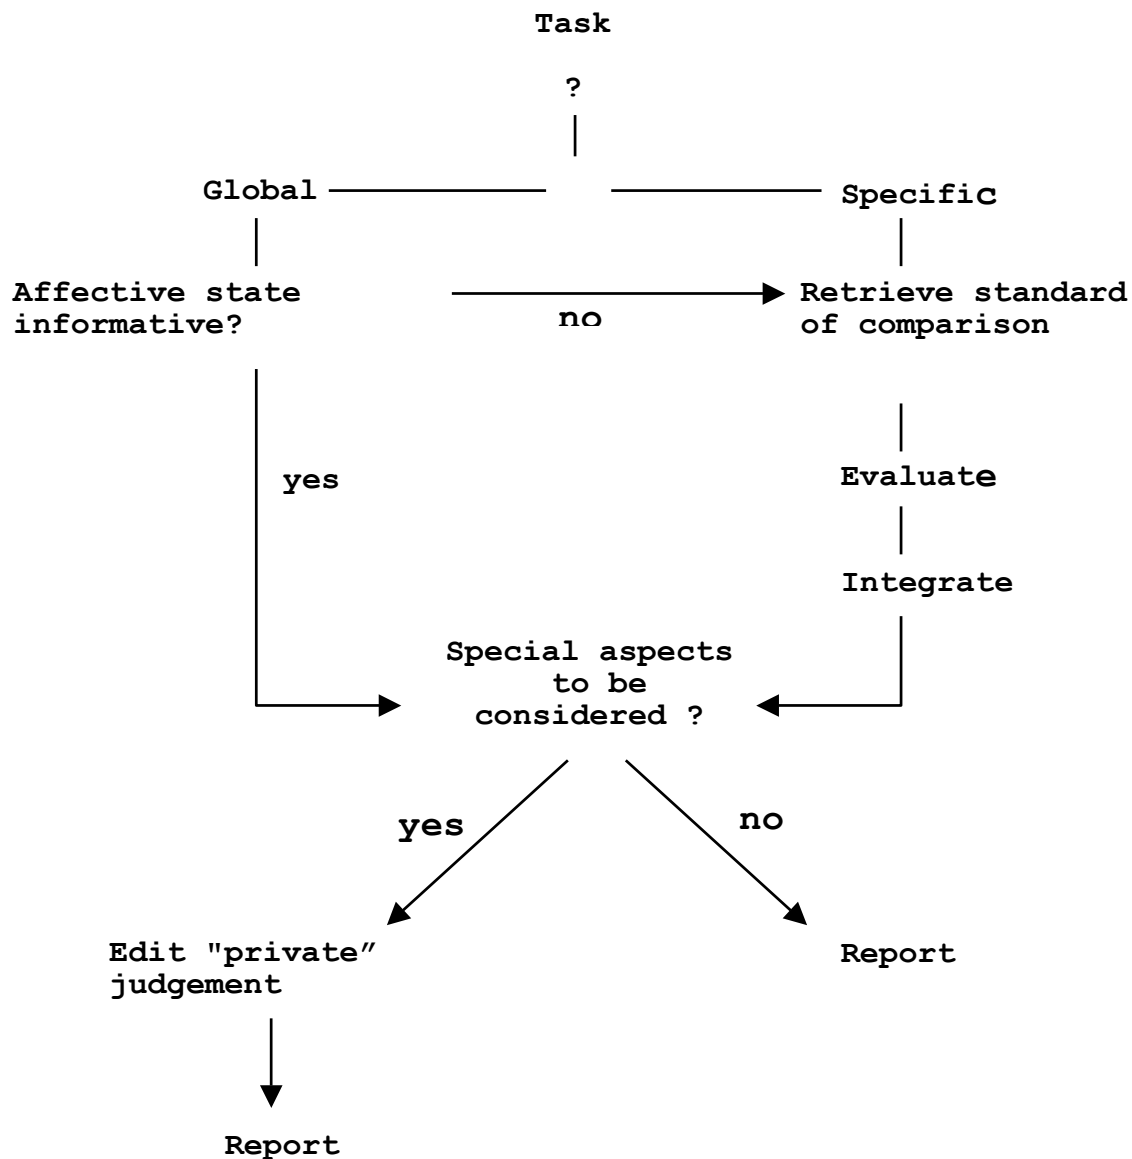 Task
?
Global
Specific
Affective state
informative?
no
Retrieve standard
of comparison
yes
Evaluate
Integrate
Special aspects
to be
considered ?
yes
no
Edit "private”
judgement
Report
Report